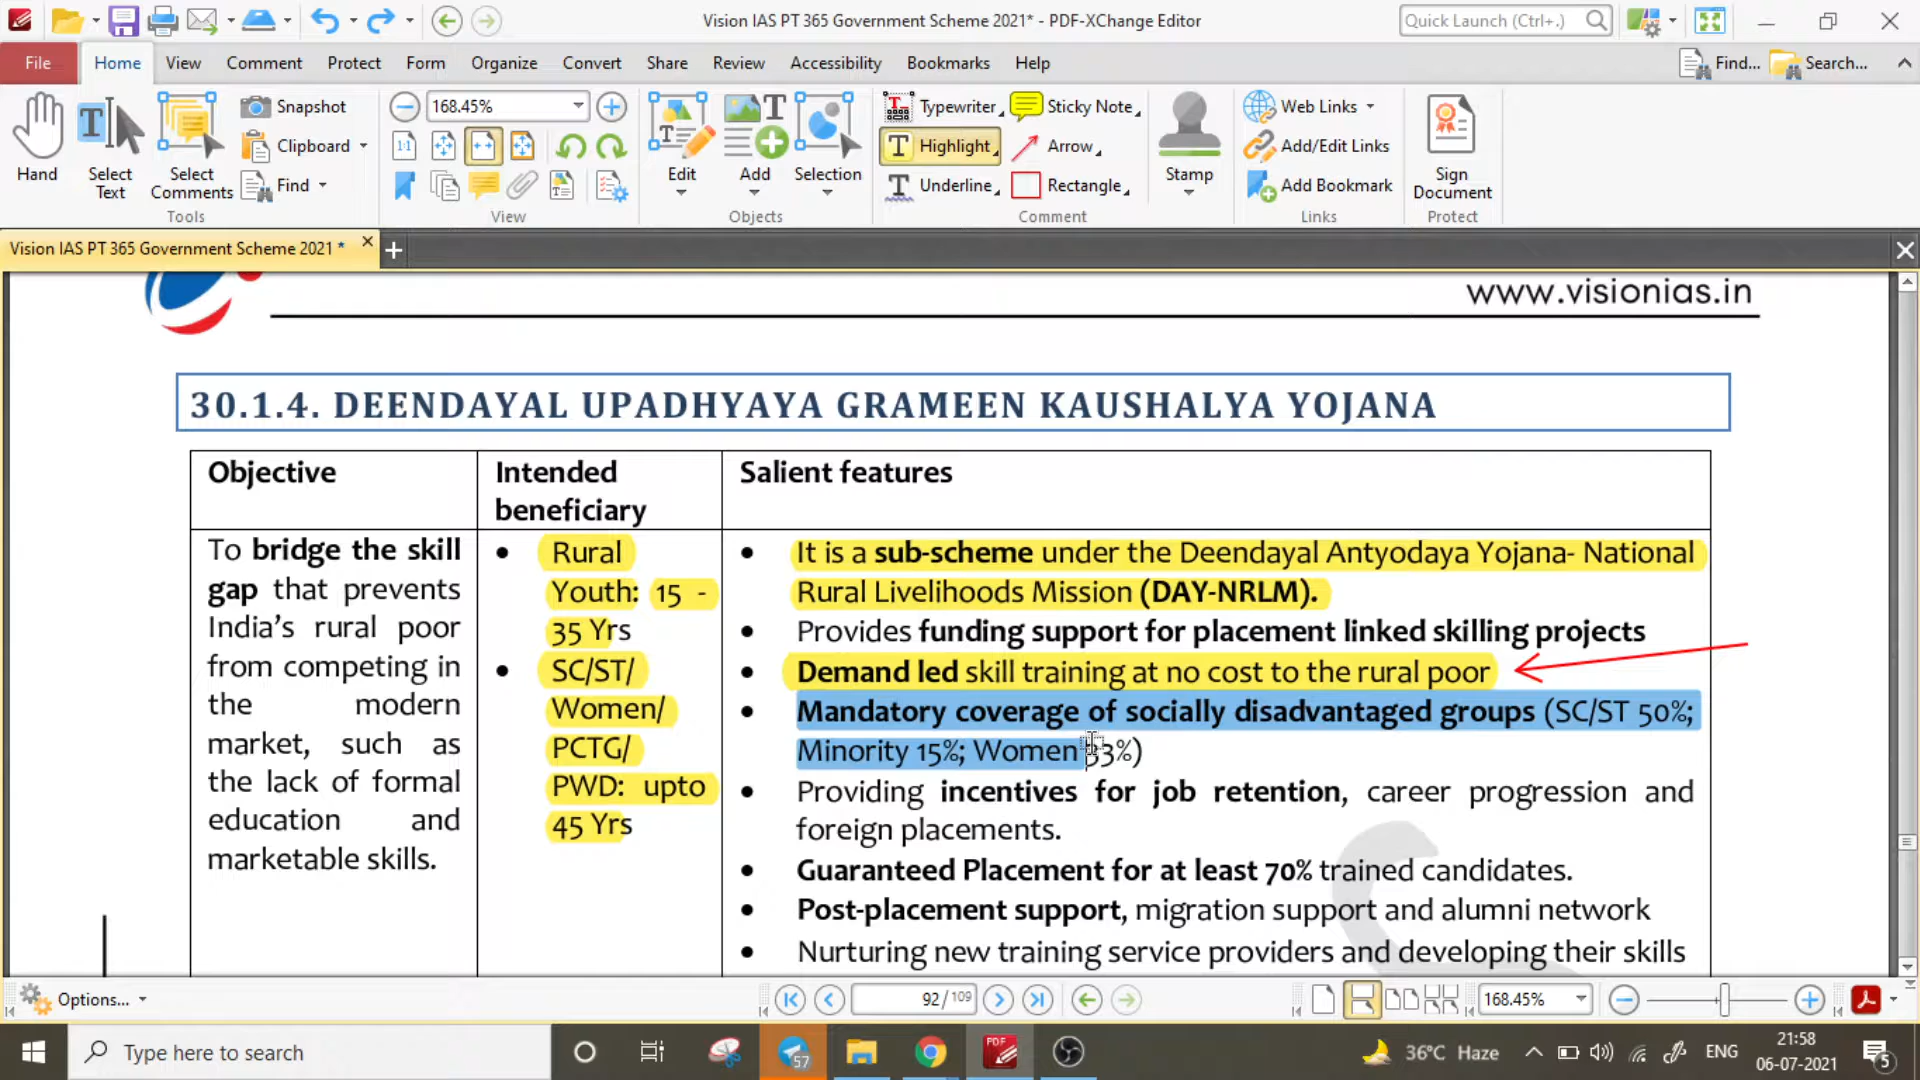 Vision IAS PT 365 Government Scheme 2021* - PDF-XChange Editor
Quick Launch (Ctrl+.)
File Home View Comment Protect Form Organize Convert Share Review Accessibility Bookmarks Help Find... Search...
Hand
Select Text
Select Comments
Snapshot
Clipboard
Find
Tools
168.45%
1:1
View
Edit
Add
Selection
Objects
Typewriter
Highlight
Underline
Sticky Note
Arrow
Rectangle
Comment
Stamp
Web Links
Add/Edit Links
Add Bookmark
Links
Sign Document
Protect
Vision IAS PT 365 Government Scheme 2021 *
www.visionias.in
30.1.4. DEENDAYAL UPADHYAYA GRAMEEN KAUSHALYA YOJANA
Objective
Intended
beneficiary
Salient features
To bridge the skill
gap that prevents
India's rural poor
from competing in
the modern
market, such as
the lack of formal
education and
marketable skills.
• Rural
Youth: 15 -
35 Yrs
• SC/ST/
Women/
PCTG/
PWD: upto
45 Yrs
• It is a sub-scheme under the Deendayal Antyodaya Yojana- National
Rural Livelihoods Mission (DAY-NRLM).
• Provides funding support for placement linked skilling projects
• Demand led skill training at no cost to the rural poor
• Mandatory coverage of socially disadvantaged groups (SC/ST 50%;
Minority 15%; Women 33%)
• Providing incentives for job retention, career progression and
foreign placements.
• Guaranteed Placement for at least 70% trained candidates.
• Post-placement support, migration support and alumni network
• Nurturing new training service providers and developing their skills
Options...
92 / 109
168.45%
Type here to search
57
PDF
36°C Haze
ENG
21:58
06-07-2021
5